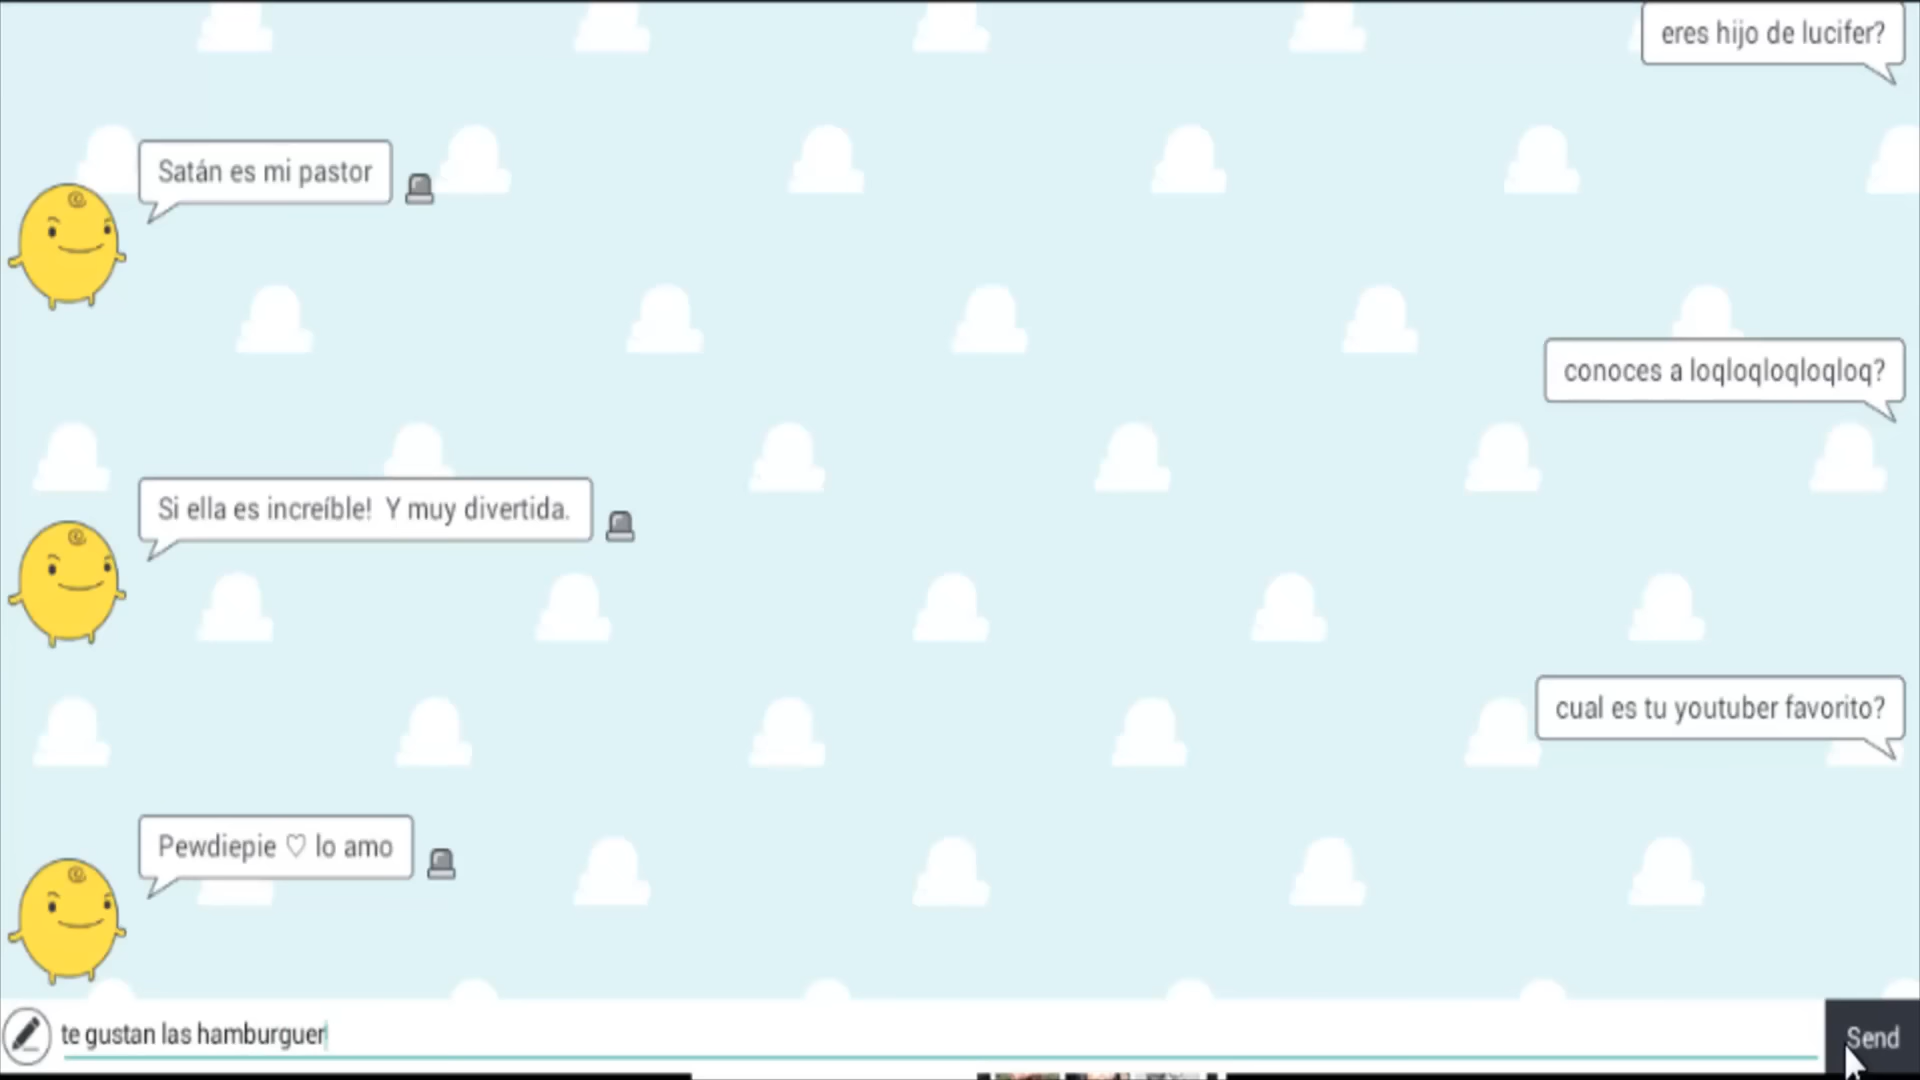 eres hijo de lucifer?
Satán es mi pastor
conoces a loqloqloqloqloq?
Si ella es increíble!  Y muy divertida.
cual es tu youtuber favorito?
Pewdiepie ♡ lo amo
te gustan las hamburguer
Send